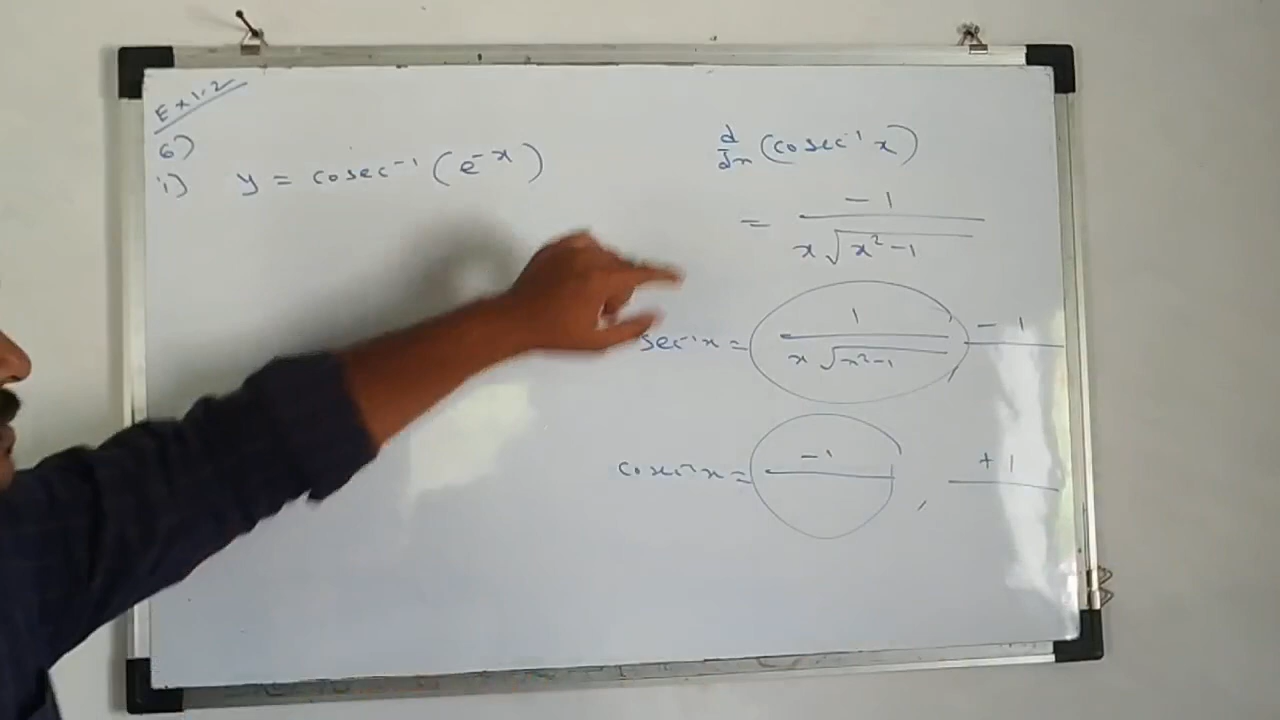 Ex 1.2
6)
i) y = cosec⁻¹ (e⁻ˣ)
d/dx (cosec⁻¹ x)
= -1 / x√x²-1
sec⁻¹x = 1 / x√x²-1 -1
cosec⁻¹x = -1 , +1